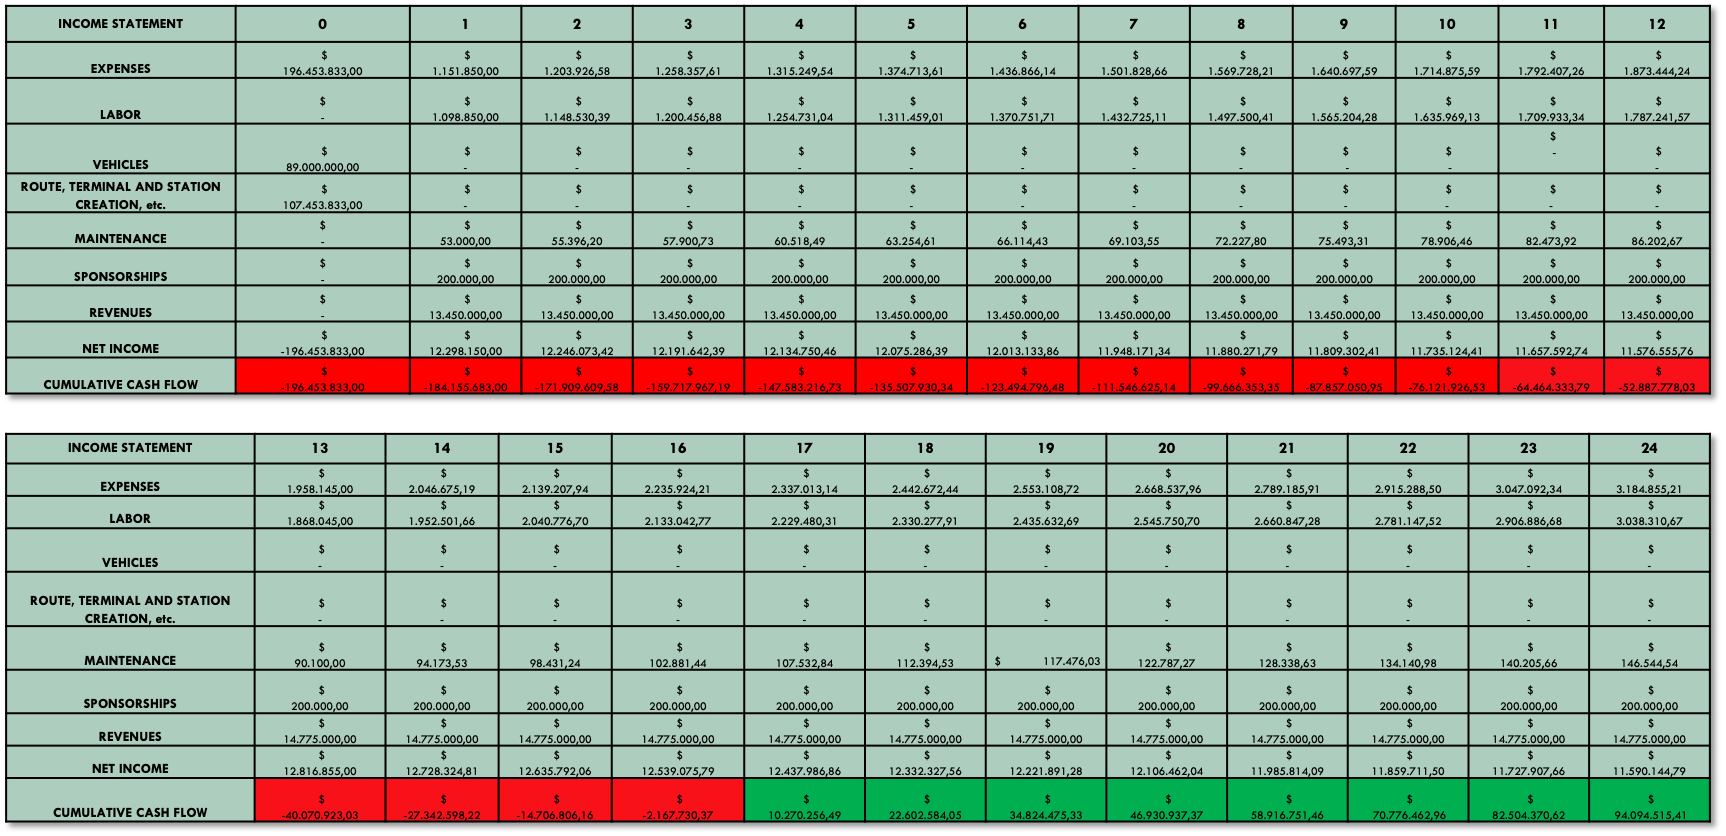 INCOME STATEMENT 0 1 2 3 4 5 6 7 8 9 10 11 12
EXPENSES $ 196.453.833,00 $ 1.151.850,00 $ 1.203.926,58 $ 1.258.357,61 $ 1.315.249,54 $ 1.374.713,61 $ 1.436.866,14 $ 1.501.828,66 $ 1.569.728,21 $ 1.640.697,59 $ 1.714.875,59 $ 1.792.407,26 $ 1.873.444,24
LABOR $ - $ 1.098.850,00 $ 1.148.530,39 $ 1.200.456,88 $ 1.254.731,04 $ 1.311.459,01 $ 1.370.751,71 $ 1.432.725,11 $ 1.497.500,41 $ 1.565.204,28 $ 1.635.969,13 $ 1.709.933,34 $ 1.787.241,57
VEHICLES $ 89.000.000,00 $ - $ - $ - $ - $ - $ - $ - $ - $ - $ - $ - $ -
ROUTE, TERMINAL AND STATION
CREATION, etc. $ 107.453.833,00 $ - $ - $ - $ - $ - $ - $ - $ - $ - $ - $ - $ -
MAINTENANCE $ - $ 53.000,00 $ 55.396,20 $ 57.900,73 $ 60.518,49 $ 63.254,61 $ 66.114,43 $ 69.103,55 $ 72.227,80 $ 75.493,31 $ 78.906,46 $ 82.473,92 $ 86.202,67
SPONSORSHIPS $ - $ 200.000,00 $ 200.000,00 $ 200.000,00 $ 200.000,00 $ 200.000,00 $ 200.000,00 $ 200.000,00 $ 200.000,00 $ 200.000,00 $ 200.000,00 $ 200.000,00 $ 200.000,00
REVENUES $ - $ 13.450.000,00 $ 13.450.000,00 $ 13.450.000,00 $ 13.450.000,00 $ 13.450.000,00 $ 13.450.000,00 $ 13.450.000,00 $ 13.450.000,00 $ 13.450.000,00 $ 13.450.000,00 $ 13.450.000,00 $ 13.450.000,00
NET INCOME $ -196.453.833,00 $ 12.298.150,00 $ 12.246.073,42 $ 12.191.642,39 $ 12.134.750,46 $ 12.075.286,39 $ 12.013.133,86 $ 11.948.171,34 $ 11.880.271,79 $ 11.809.302,41 $ 11.735.124,41 $ 11.657.592,74 $ 11.576.555,76
CUMULATIVE CASH FLOW $ -196.453.833,00 $ -184.155.683,00 $ -171.909.609,58 $ -159.717.967,19 $ -147.583.216,73 $ -135.507.930,34 $ -123.494.796,48 $ -111.546.625,14 $ -99.666.353,35 $ -87.857.050,95 $ -76.121.926,53 $ -64.464.333,79 $ -52.887.778,03
INCOME STATEMENT 13 14 15 16 17 18 19 20 21 22 23 24
EXPENSES $ 1.958.145,00 $ 2.046.675,19 $ 2.139.207,94 $ 2.235.924,21 $ 2.337.013,14 $ 2.442.672,44 $ 2.553.108,72 $ 2.668.537,96 $ 2.789.185,91 $ 2.915.288,50 $ 3.047.092,34 $ 3.184.855,21
LABOR $ 1.868.045,00 $ 1.952.501,66 $ 2.040.776,70 $ 2.133.042,77 $ 2.229.480,31 $ 2.330.277,91 $ 2.435.632,69 $ 2.545.750,70 $ 2.660.847,28 $ 2.781.147,52 $ 2.906.886,68 $ 3.038.310,67
VEHICLES $ - $ - $ - $ - $ - $ - $ - $ - $ - $ - $ - $ -
ROUTE, TERMINAL AND STATION
CREATION, etc. $ - $ - $ - $ - $ - $ - $ - $ - $ - $ - $ - $ -
MAINTENANCE $ 90.100,00 $ 94.173,53 $ 98.431,24 $ 102.881,44 $ 107.532,84 $ 112.394,53 $ 117.476,03 $ 122.787,27 $ 128.338,63 $ 134.140,98 $ 140.205,66 $ 146.544,54
SPONSORSHIPS $ 200.000,00 $ 200.000,00 $ 200.000,00 $ 200.000,00 $ 200.000,00 $ 200.000,00 $ 200.000,00 $ 200.000,00 $ 200.000,00 $ 200.000,00 $ 200.000,00 $ 200.000,00
REVENUES $ 14.775.000,00 $ 14.775.000,00 $ 14.775.000,00 $ 14.775.000,00 $ 14.775.000,00 $ 14.775.000,00 $ 14.775.000,00 $ 14.775.000,00 $ 14.775.000,00 $ 14.775.000,00 $ 14.775.000,00 $ 14.775.000,00
NET INCOME $ 12.816.855,00 $ 12.728.324,81 $ 12.635.792,06 $ 12.539.075,79 $ 12.437.986,86 $ 12.332.327,56 $ 12.221.891,28 $ 12.106.462,04 $ 11.985.814,09 $ 11.859.711,50 $ 11.727.907,66 $ 11.590.144,79
CUMULATIVE CASH FLOW $ -40.070.923,03 $ -27.342.598,22 $ -14.706.806,16 $ -2.167.730,37 $ 10.270.256,49 $ 22.602.584,05 $ 34.824.475,33 $ 46.930.937,37 $ 58.916.751,46 $ 70.776.462,96 $ 82.504.370,62 $ 94.094.515,41